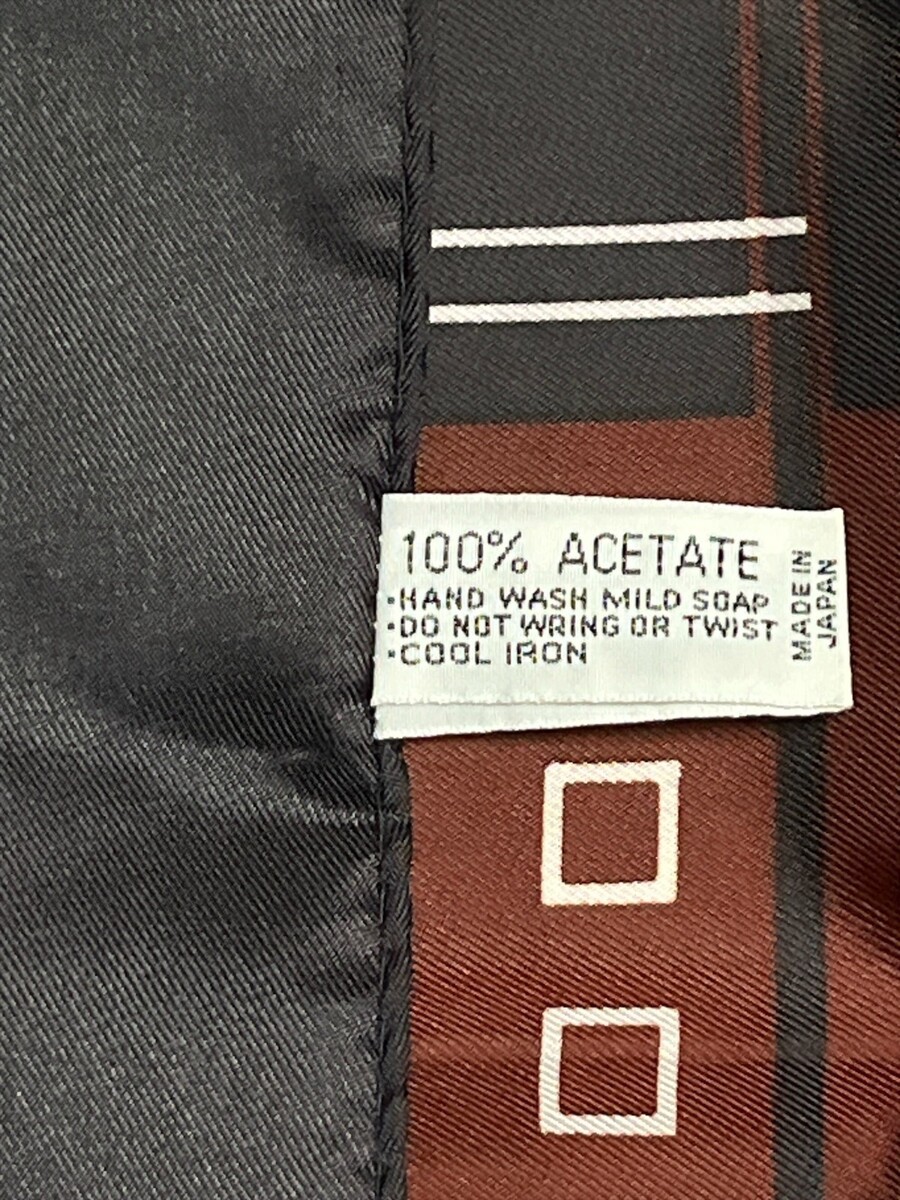 100% ACETATE
·HAND WASH MILD SOAP
·DO NOT WRING OR TWIST
·COOL IRON
MADE IN
JAPAN